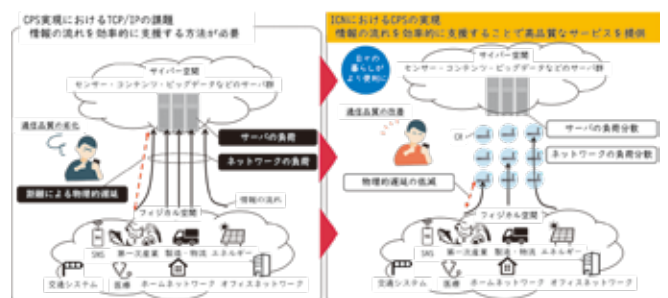 CPS実現におけるTCP/IPの課題
情報の流れを効率的に支援する方法が必要
サイバー空間
センサー・コンテンツ・ビッグデータなどのサーバ群
通信品質の劣化
サーバの負荷
ネットワークの負荷
距離による物理的遅延
情報の流れ
フィジカル空間
SNS
第一次産業
製造・物流
エネルギー
交通システム
医療
ホームネットワーク
オフィスネットワーク
ICNにおけるCPSの実現
情報の流れを効率的に支援することで高品質なサービスを提供
日々の
暮らしが
より便利に
サイバー空間
センサー・コンテンツ・ビッグデータなどのサーバ群
通信品質の改善
CR
サーバの負荷分散
ネットワークの負荷分散
物理的遅延の低減
フィジカル空間
SNS
第一次産業
製造・物流
エネルギー
交通システム
医療
ホームネットワーク
オフィスネットワーク